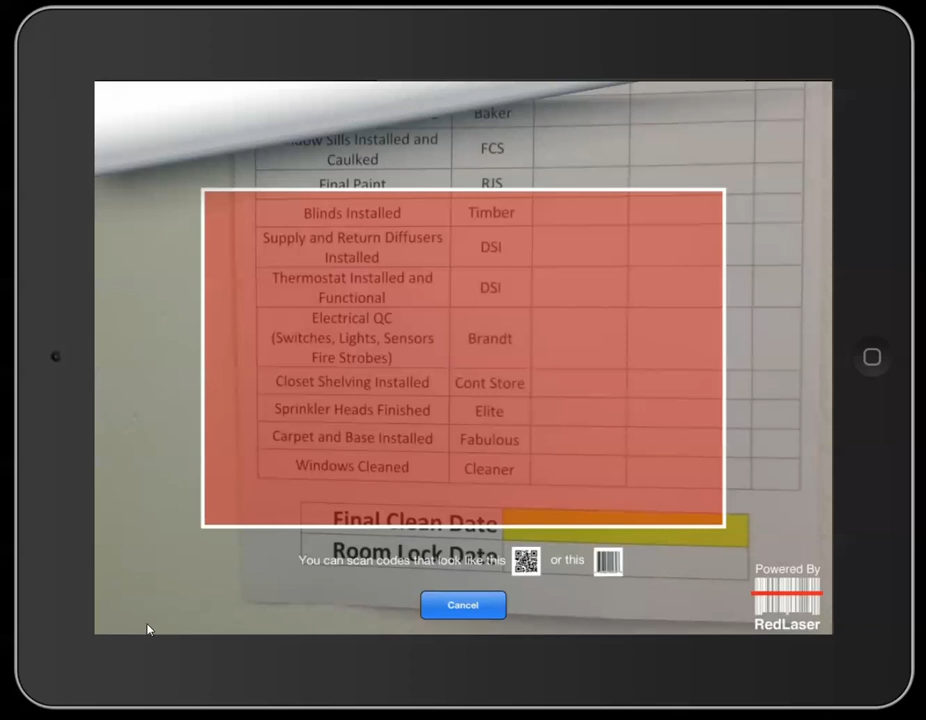 Baker
Sills Installed and
Caulked
FCS
Final Paint
RJS
Blinds Installed
Timber
Supply and Return Diffusers
Installed
DSI
Thermostat Installed and
Functional
DSI
Electrical QC
(Switches, Lights, Sensors
Fire Strobes)
Brandt
Closet Shelving Installed
Cont Store
Sprinkler Heads Finished
Elite
Carpet and Base Installed
Fabulous
Windows Cleaned
Cleaner
Final Clean Date
Room Lock Date
You can scan codes that look like this
or this
Cancel
Powered By
RedLaser